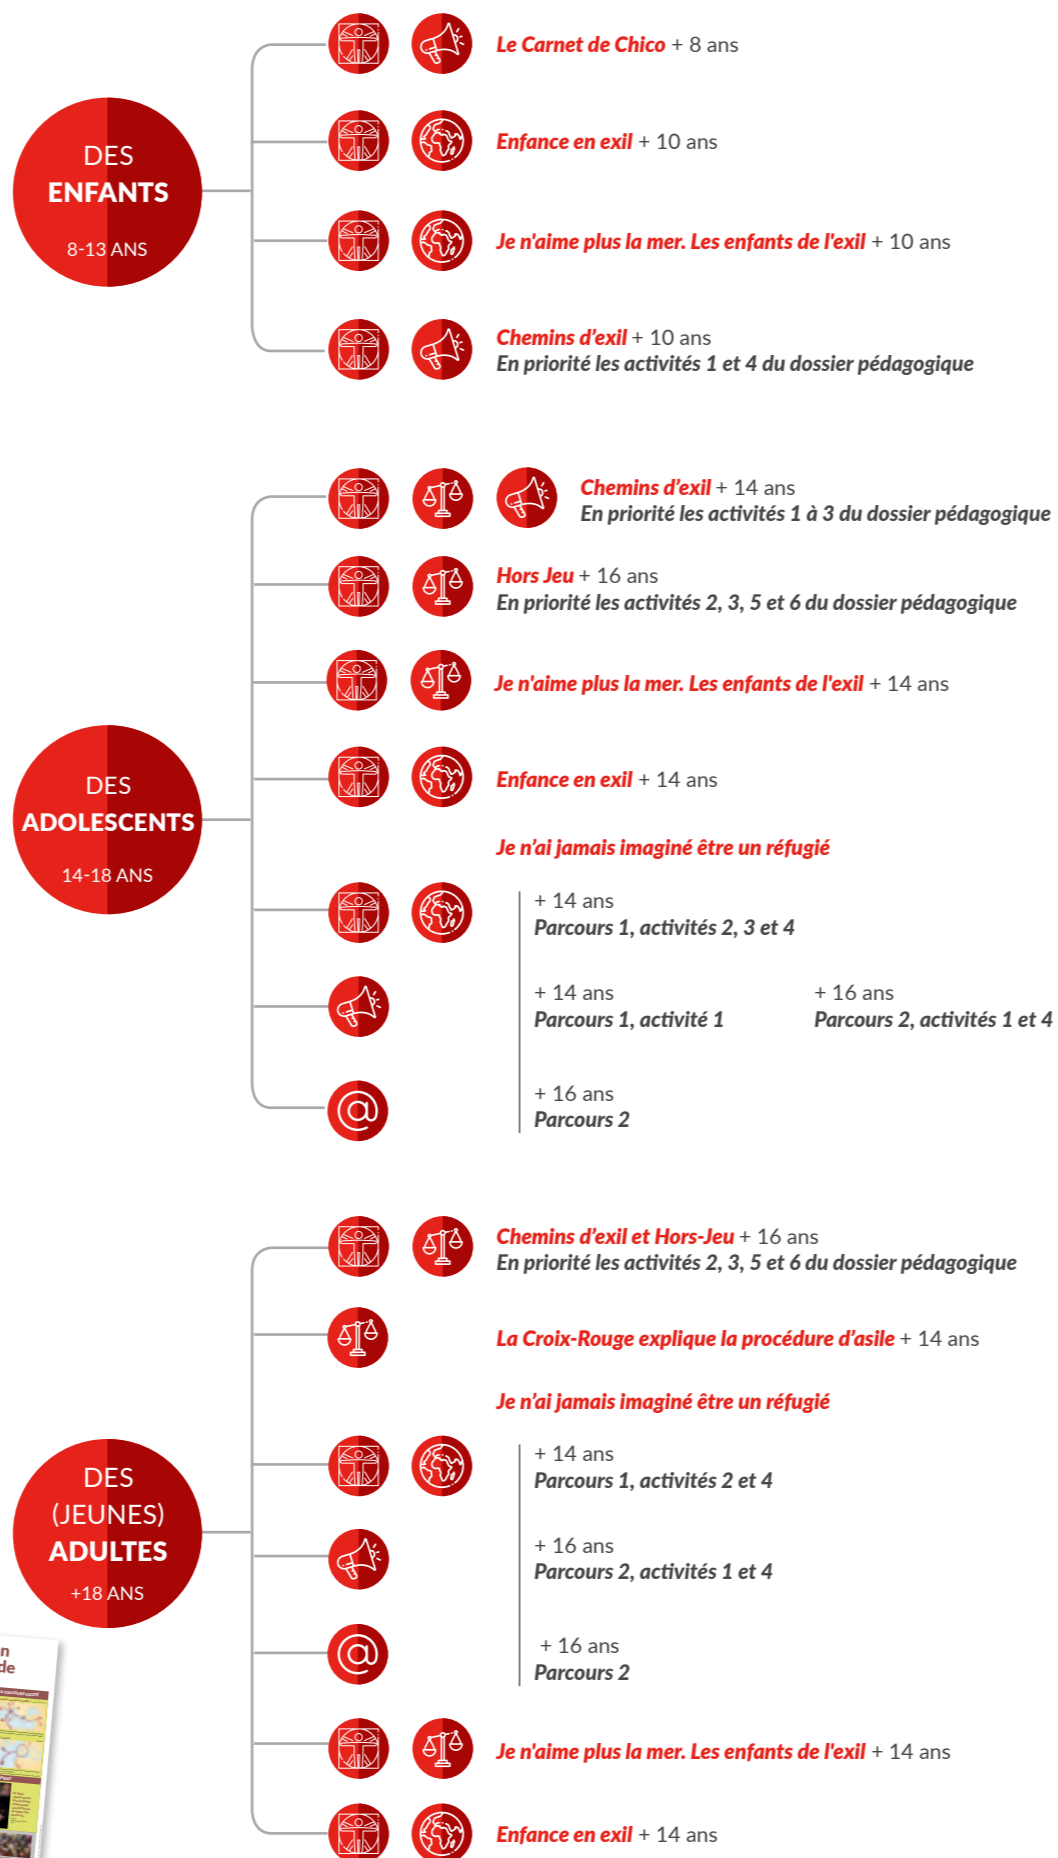 DES
ENFANTS
8-13 ANS
Le Carnet de Chico + 8 ans
Enfance en exil + 10 ans
Je n'aime plus la mer. Les enfants de l'exil + 10 ans
Chemins d’exil + 10 ans
En priorité les activités 1 et 4 du dossier pédagogique
DES
ADOLESCENTS
14-18 ANS
Chemins d’exil + 14 ans
En priorité les activités 1 à 3 du dossier pédagogique
Hors Jeu + 16 ans
En priorité les activités 2, 3, 5 et 6 du dossier pédagogique
Je n'aime plus la mer. Les enfants de l'exil + 14 ans
Enfance en exil + 14 ans
Je n’ai jamais imaginé être un réfugié
+ 14 ans
Parcours 1, activités 2, 3 et 4
+ 14 ans
Parcours 1, activité 1
+ 16 ans
Parcours 2, activités 1 et 4
@
+ 16 ans
Parcours 2
DES
(JEUNES)
ADULTES
+18 ANS
Chemins d’exil et Hors-Jeu + 16 ans
En priorité les activités 2, 3, 5 et 6 du dossier pédagogique
La Croix-Rouge explique la procédure d’asile + 14 ans
Je n’ai jamais imaginé être un réfugié
+ 14 ans
Parcours 1, activités 2 et 4
+ 16 ans
Parcours 2, activités 1 et 4
@
+ 16 ans
Parcours 2
Je n'aime plus la mer. Les enfants de l'exil + 14 ans
Enfance en exil + 14 ans